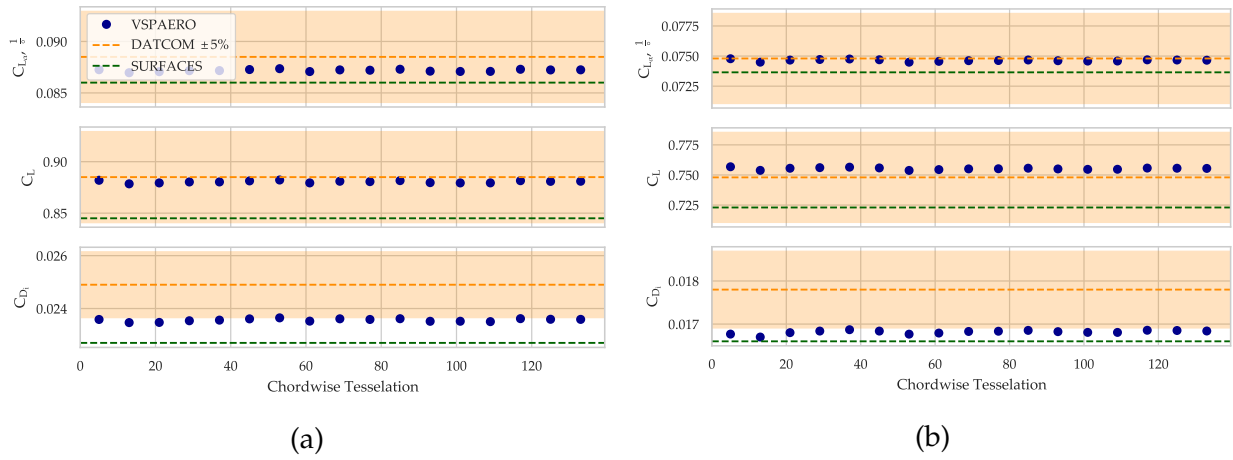 VSPAERO
DATCOM ±5%
SURFACES
C_Lα, 1/°
0.090
0.085
C_L
0.90
0.85
C_Di
0.026
0.024
0 20 40 60 80 100 120
Chordwise Tesselation
(a)
C_Lα, 1/°
0.0775
0.0750
0.0725
C_L
0.775
0.750
0.725
C_Di
0.018
0.017
0 20 40 60 80 100 120
Chordwise Tesselation
(b)